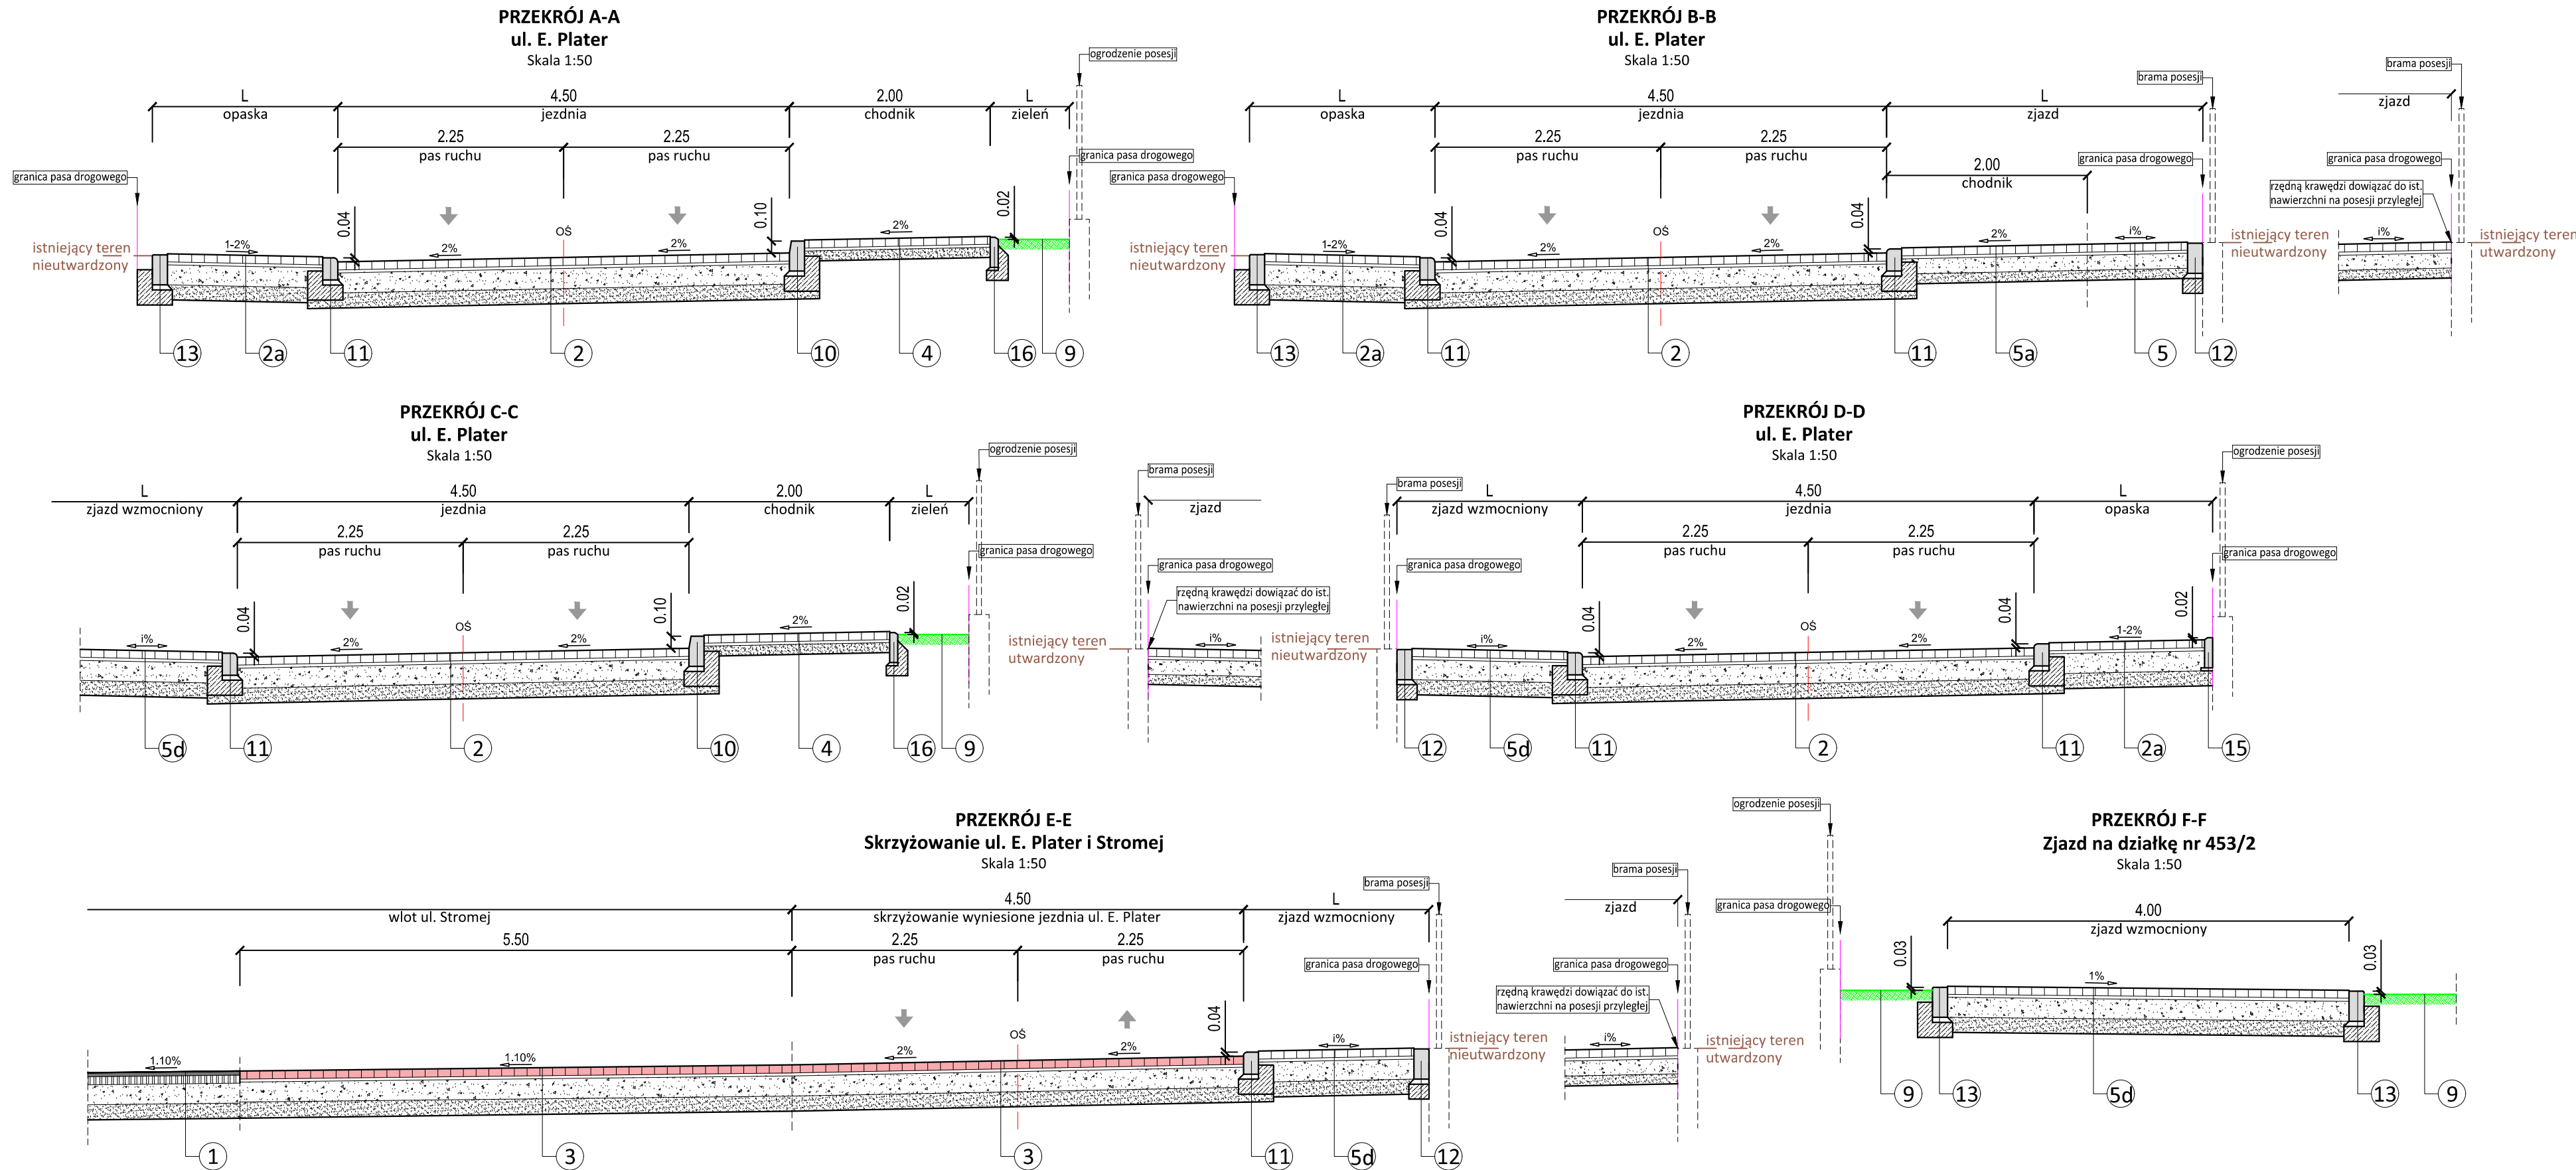 PRZEKRÓJ A-A
ul. E. Plater
Skala 1:50
ogrodzenie posesji
L
4.50
2.00
L
opaska
jezdnia
chodnik
zieleń
2.25
2.25
pas ruchu
pas ruchu
granica pasa drogowego
granica pasa drogowego
0.04
0.10
0.02
OŚ
istniejący teren
nieutwardzony
1-2%
2%
2%
2%
13
2a
11
2
10
4
16
9
PRZEKRÓJ B-B
ul. E. Plater
Skala 1:50
brama posesji
brama posesji
L
4.50
L
zjazd
opaska
jezdnia
zjazd
2.25
2.25
pas ruchu
pas ruchu
2.00
chodnik
granica pasa drogowego
granica pasa drogowego
granica pasa drogowego
rzędną krawędzi dowiązać do ist.
nawierzchni na posesji przyległej
0.04
0.04
OŚ
istniejący teren
nieutwardzony
1-2%
2%
2%
2%
i%
istniejący teren
nieutwardzony
i%
istniejący teren
utwardzony
13
2a
11
2
11
5a
5
12
PRZEKRÓJ C-C
ul. E. Plater
Skala 1:50
ogrodzenie posesji
L
4.50
2.00
L
zjazd wzmocniony
jezdnia
chodnik
zieleń
2.25
2.25
pas ruchu
pas ruchu
granica pasa drogowego
0.04
0.10
0.02
OŚ
i%
2%
2%
2%
5d
11
2
10
4
16
9
PRZEKRÓJ D-D
ul. E. Plater
Skala 1:50
brama posesji
brama posesji
ogrodzenie posesji
zjazd
L
4.50
L
zjazd wzmocniony
jezdnia
opaska
2.25
2.25
pas ruchu
pas ruchu
granica pasa drogowego
granica pasa drogowego
granica pasa drogowego
rzędną krawędzi dowiązać do ist.
nawierzchni na posesji przyległej
0.04
0.04
0.02
OŚ
istniejący teren
utwardzony
i%
istniejący teren
nieutwardzony
i%
2%
2%
1-2%
12
5d
11
2
11
2a
15
PRZEKRÓJ E-E
Skrzyżowanie ul. E. Plater i Stromej
Skala 1:50
brama posesji
brama posesji
4.50
L
zjazd
wlot ul. Stromej
skrzyżowanie wyniesione jezdnia ul. E. Plater
zjazd wzmocniony
5.50
2.25
2.25
pas ruchu
pas ruchu
granica pasa drogowego
granica pasa drogowego
rzędną krawędzi dowiązać do ist.
nawierzchni na posesji przyległej
0.04
OŚ
1.10%
1.10%
2%
2%
i%
istniejący teren
nieutwardzony
i%
istniejący teren
utwardzony
1
3
3
11
5d
12
PRZEKRÓJ F-F
Zjazd na działkę nr 453/2
Skala 1:50
ogrodzenie posesji
granica pasa drogowego
4.00
zjazd wzmocniony
0.03
0.03
1%
9
13
5d
13
9